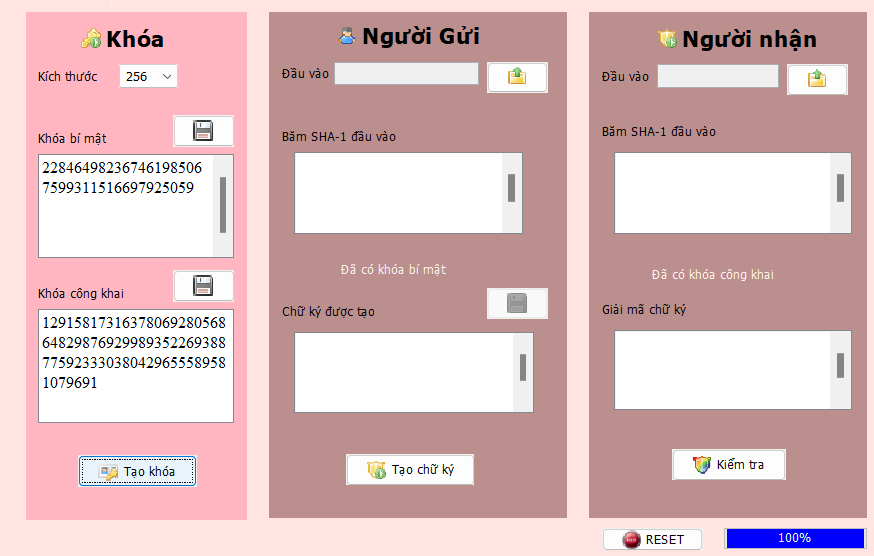 Khóa
Kích thước
256
Khóa bí mật
22846498236746198506
7599311516697925059
Khóa công khai
12915817316378069280568
64829876929989352269388
77592333038042965558958
1079691
Tạo khóa
Người Gửi
Đầu vào
Băm SHA-1 đầu vào
Đã có khóa bí mật
Chữ ký được tạo
Tạo chữ ký
Người nhận
Đầu vào
Băm SHA-1 đầu vào
Đã có khóa công khai
Giải mã chữ ký
Kiểm tra
RESET
100%